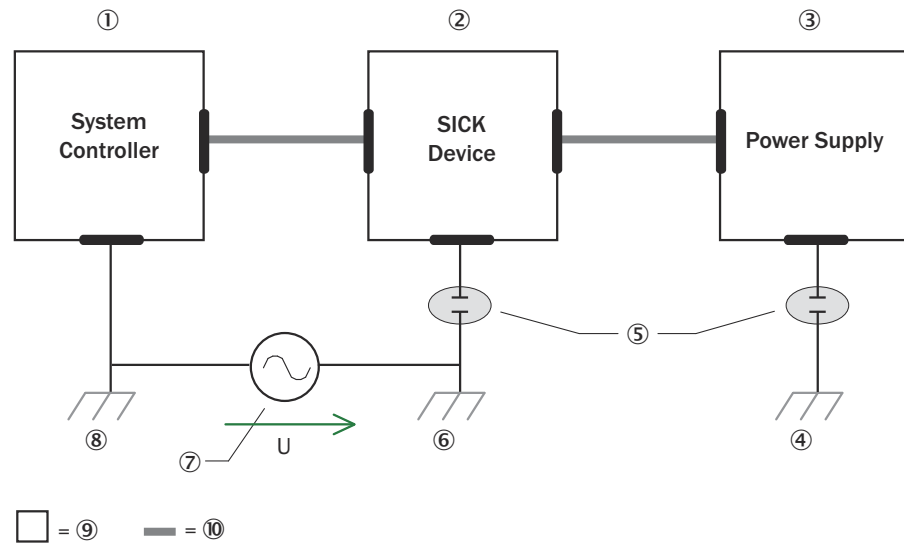 ① ② ③
System
Controller
SICK
Device
Power Supply
⑤
⑧ ⑥ ④
⑦ U
= ⑨ = ⑩